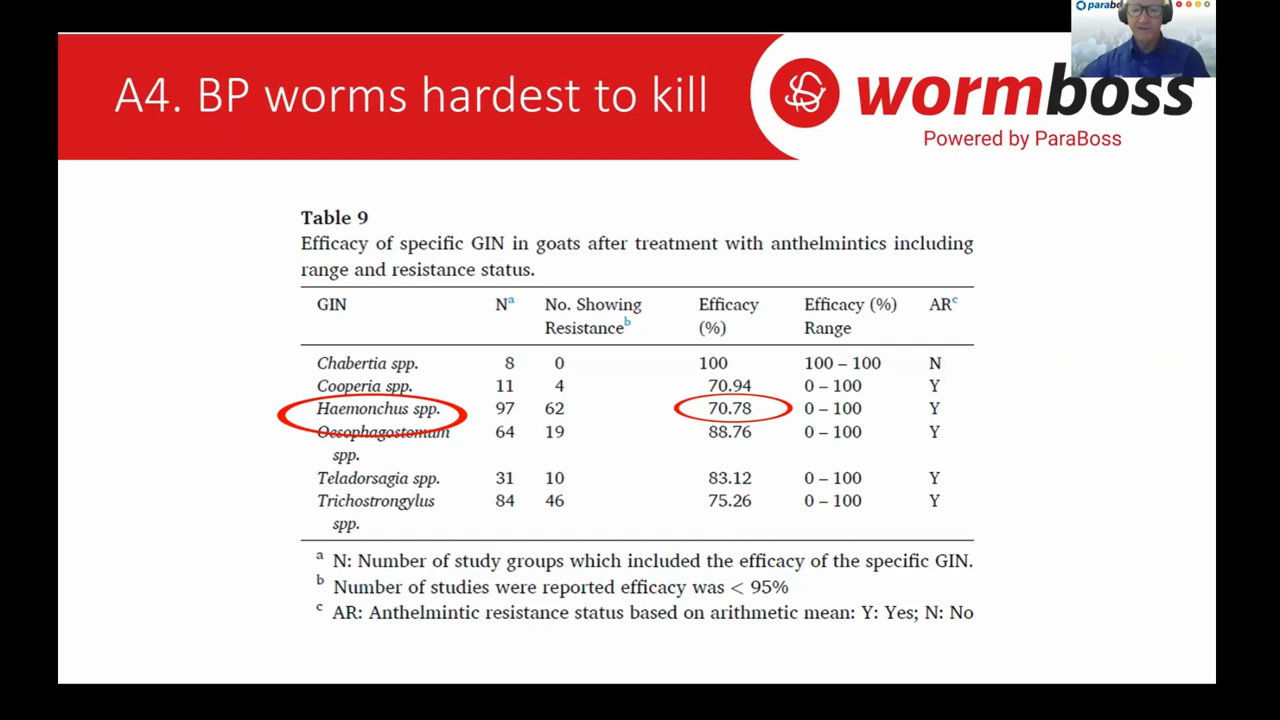 parabo
A4. BP worms hardest to kill
wormboss
Powered by ParaBoss
Table 9
Efficacy of specific GIN in goats after treatment with anthelmintics including
range and resistance status.
GIN Nᵃ No. Showing Resistanceᵇ Efficacy (%) Efficacy (%) Range ARᶜ
Chabertia spp. 8 0 100 100 – 100 N
Cooperia spp. 11 4 70.94 0 – 100 Y
Haemonchus spp. 97 62 70.78 0 – 100 Y
Oesophagostomum spp. 64 19 88.76 0 – 100 Y
Teladorsagia spp. 31 10 83.12 0 – 100 Y
Trichostrongylus spp. 84 46 75.26 0 – 100 Y
ᵃ N: Number of study groups which included the efficacy of the specific GIN.
ᵇ Number of studies were reported efficacy was < 95%
ᶜ AR: Anthelmintic resistance status based on arithmetic mean: Y: Yes; N: No